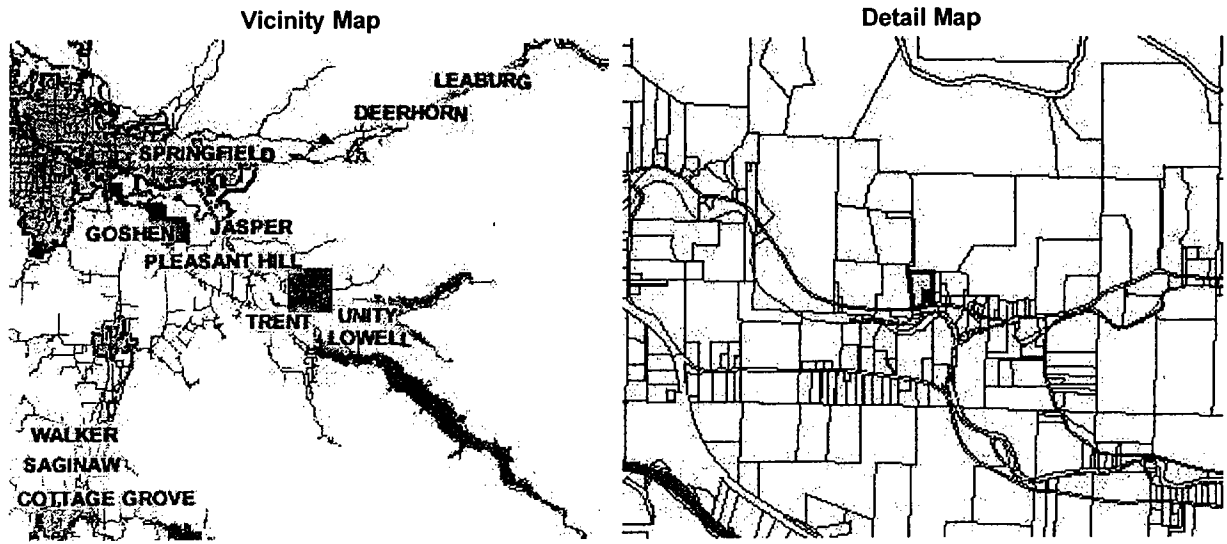 Vicinity Map
Detail Map
LEABURG
DEERHORN
SPRINGFIELD
GOSHEN
JASPER
PLEASANT HILL
TRENT
UNITY
LOWELL
WALKER
SAGINAW
COTTAGE GROVE